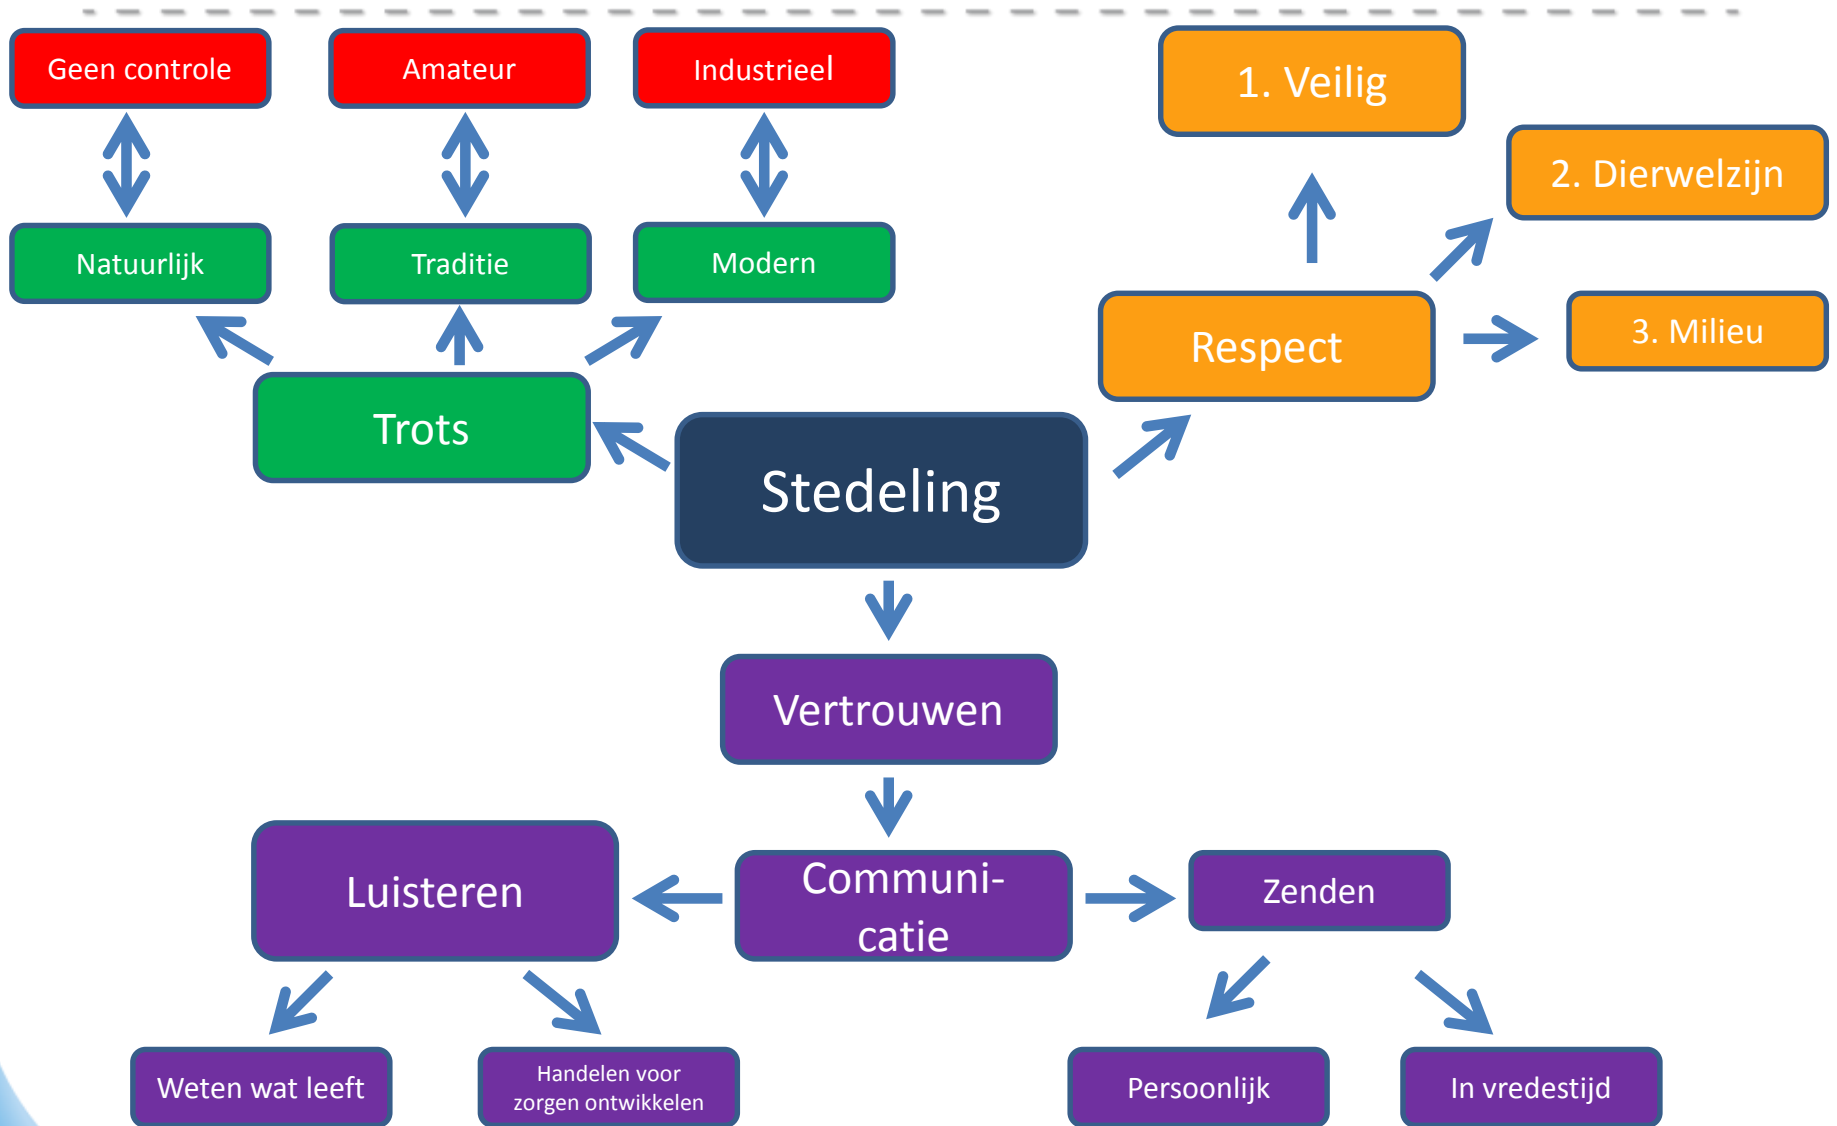 Geen controle
Amateur
Industrieel
1. Veilig
2. Dierwelzijn
Natuurlijk
Traditie
Modern
3. Milieu
Respect
Trots
Stedeling
Vertrouwen
Luisteren
Communi-
catie
Zenden
Weten wat leeft
Handelen voor
zorgen ontwikkelen
Persoonlijk
In vredestijd